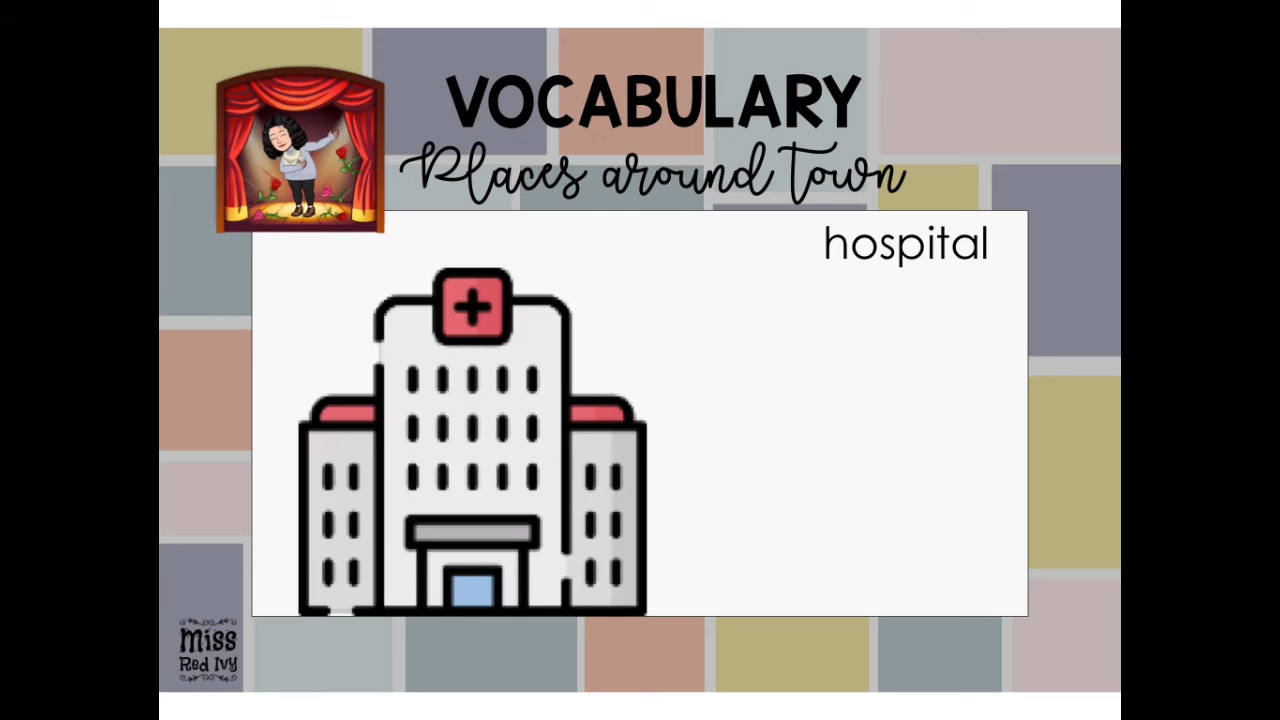 VOCABULARY
Places around town
hospital
Miss
Red Ivy